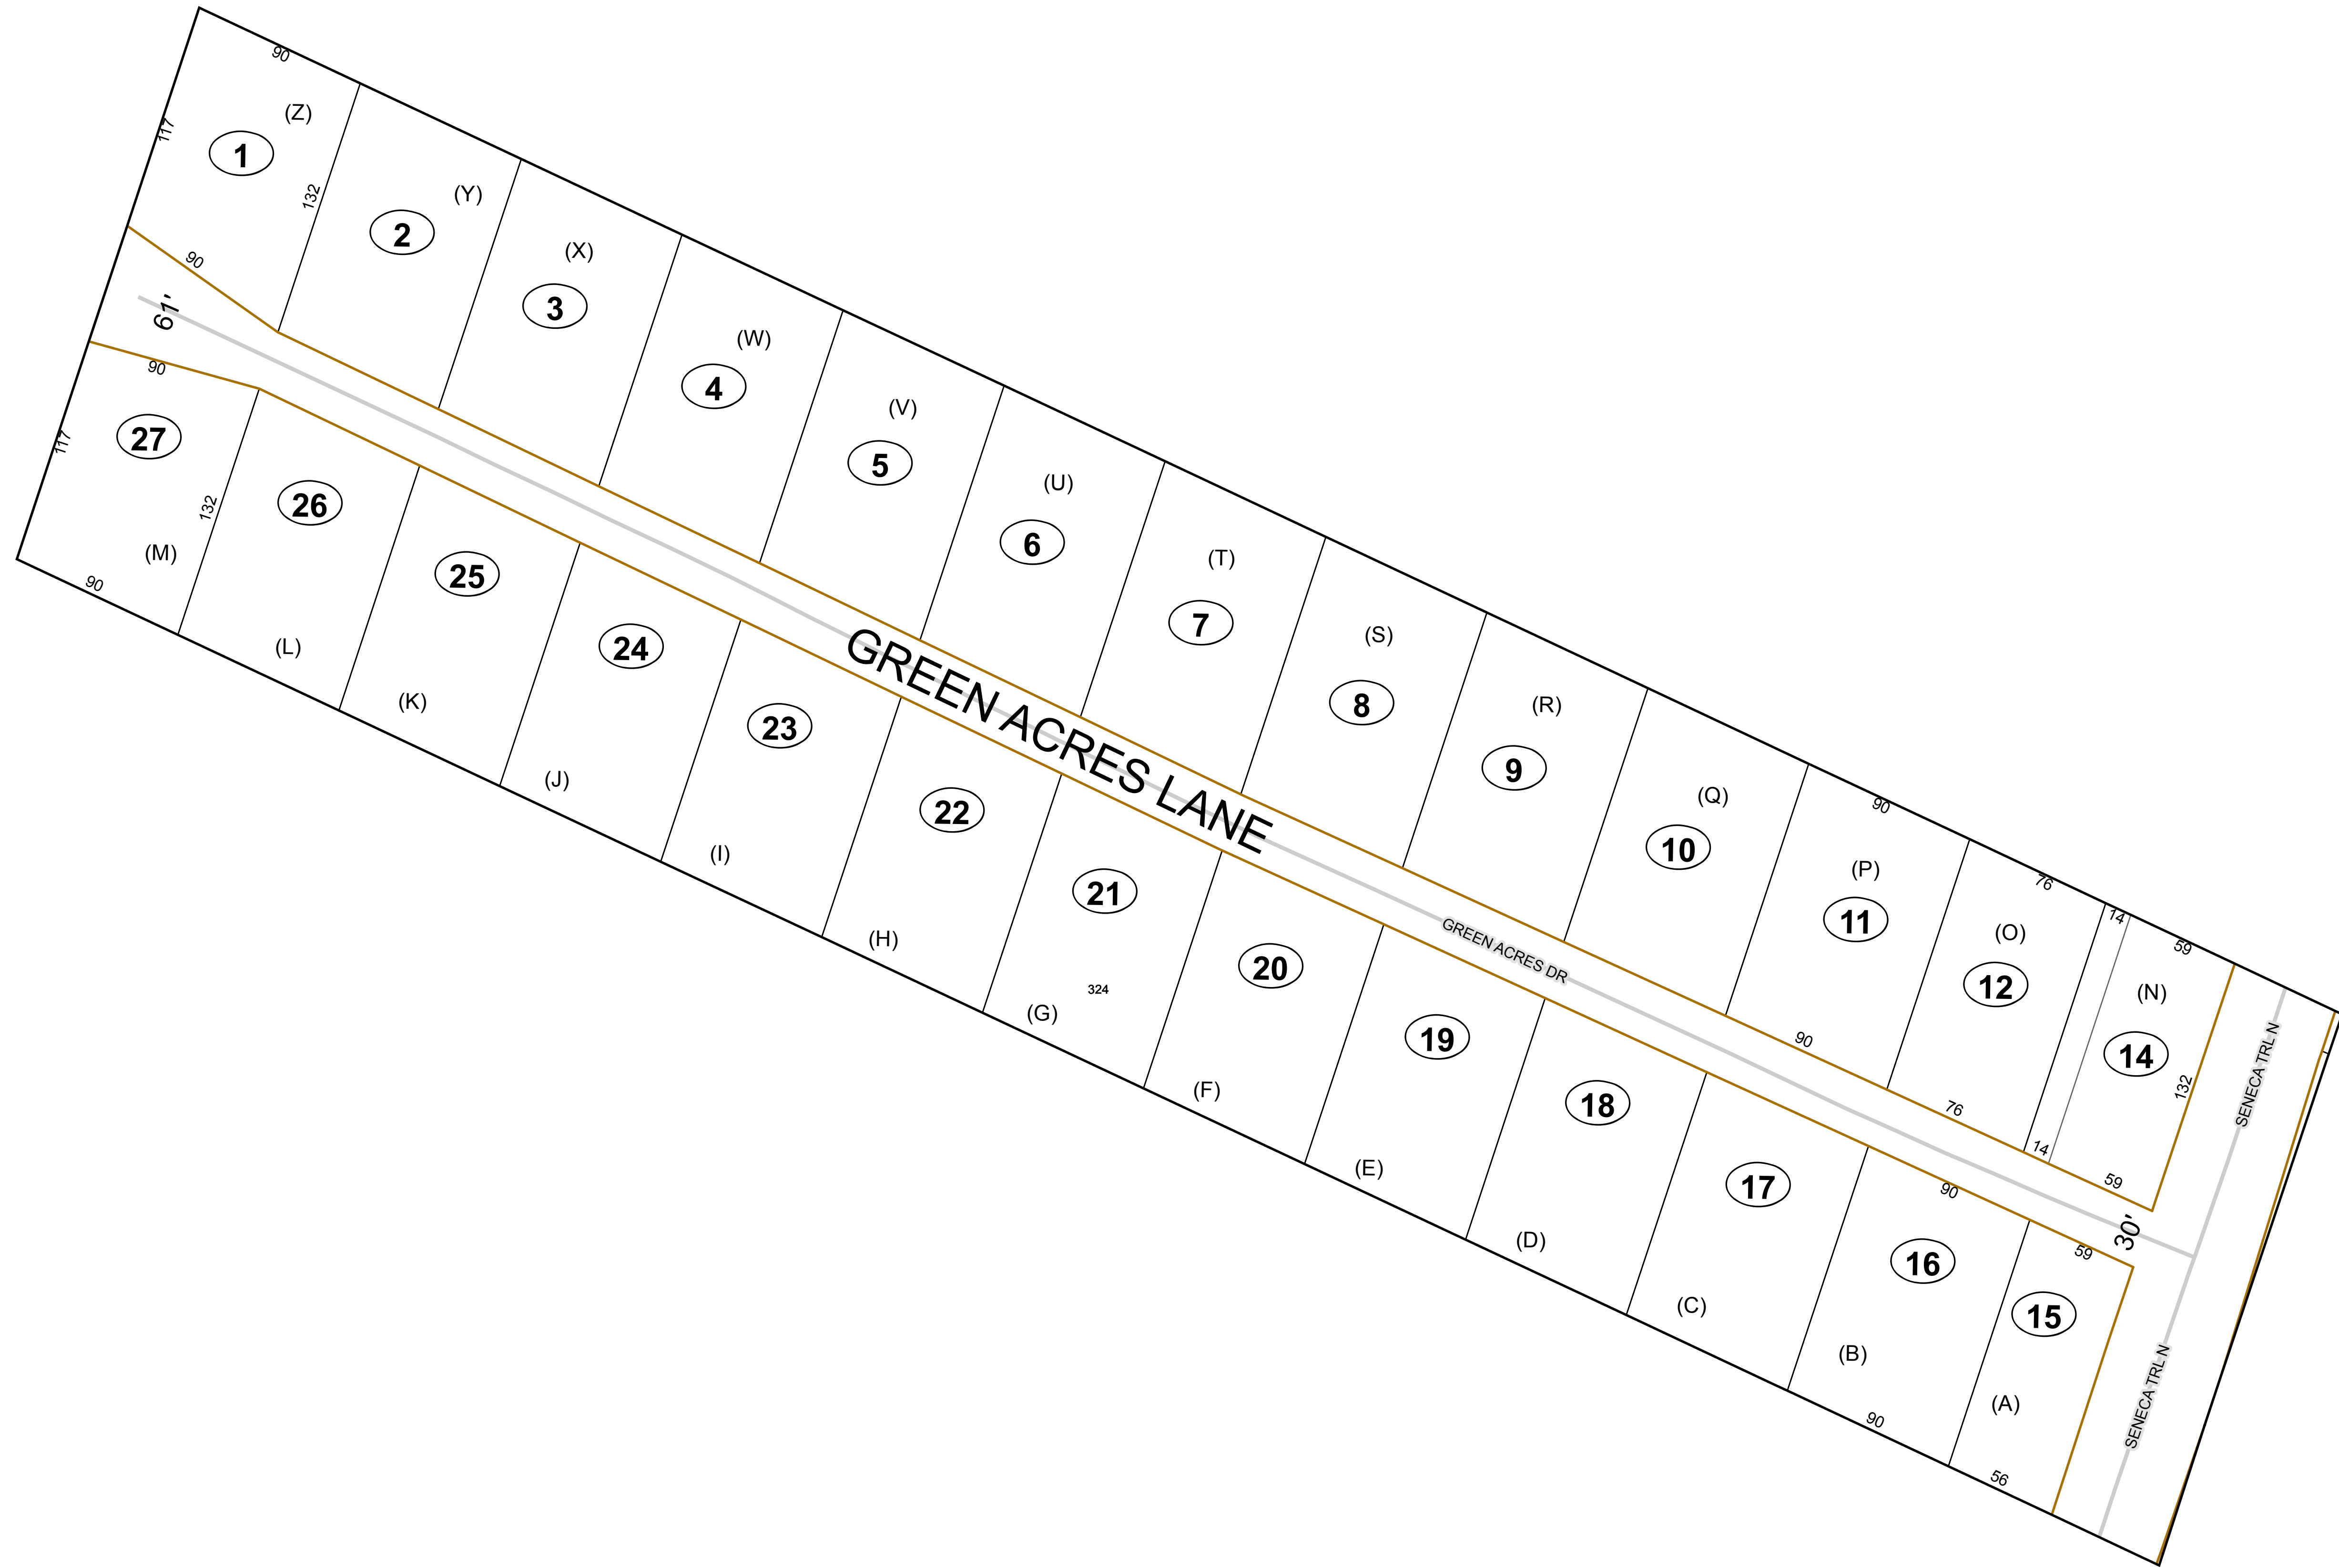 90
(Z)
117
1
132
90
(Y)
2
(X)
3
(W)
4
(V)
5
(U)
6
(T)
7
(S)
8
(R)
9
(Q)
10
90
(P)
11
90
76
(O)
12
76
14
14
59
(N)
14
132
59
61'
GREEN ACRES LANE
GREEN ACRES DR
30'
SENECA TRL N
SENECA TRL N
90
27
117
132
(M)
90
26
(L)
25
(K)
24
(J)
23
(I)
22
(H)
21
324
(G)
20
(F)
19
(E)
18
(D)
17
(C)
90
16
(B)
90
59
15
(A)
56